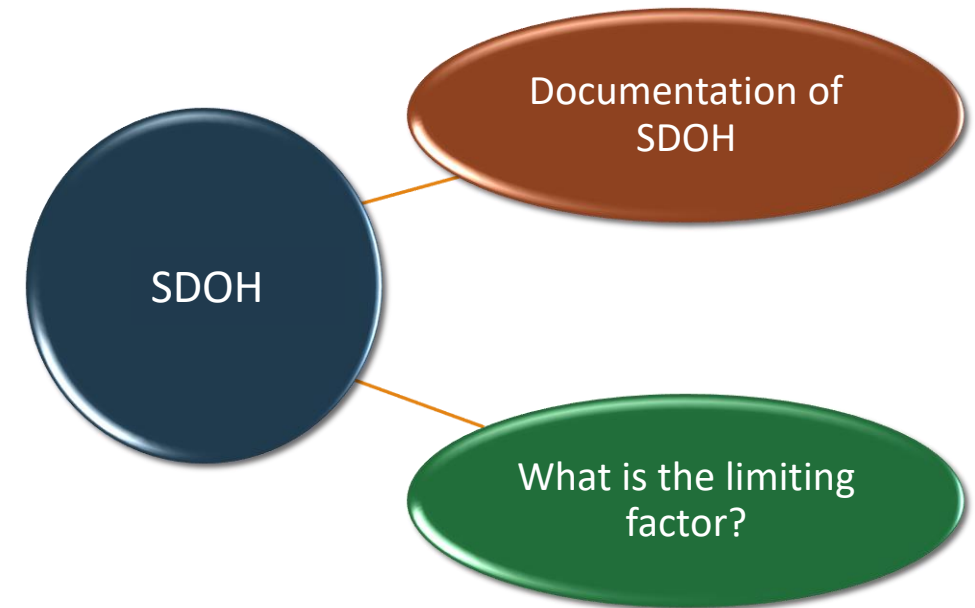 Documentation of
SDOH
SDOH
What is the limiting
factor?